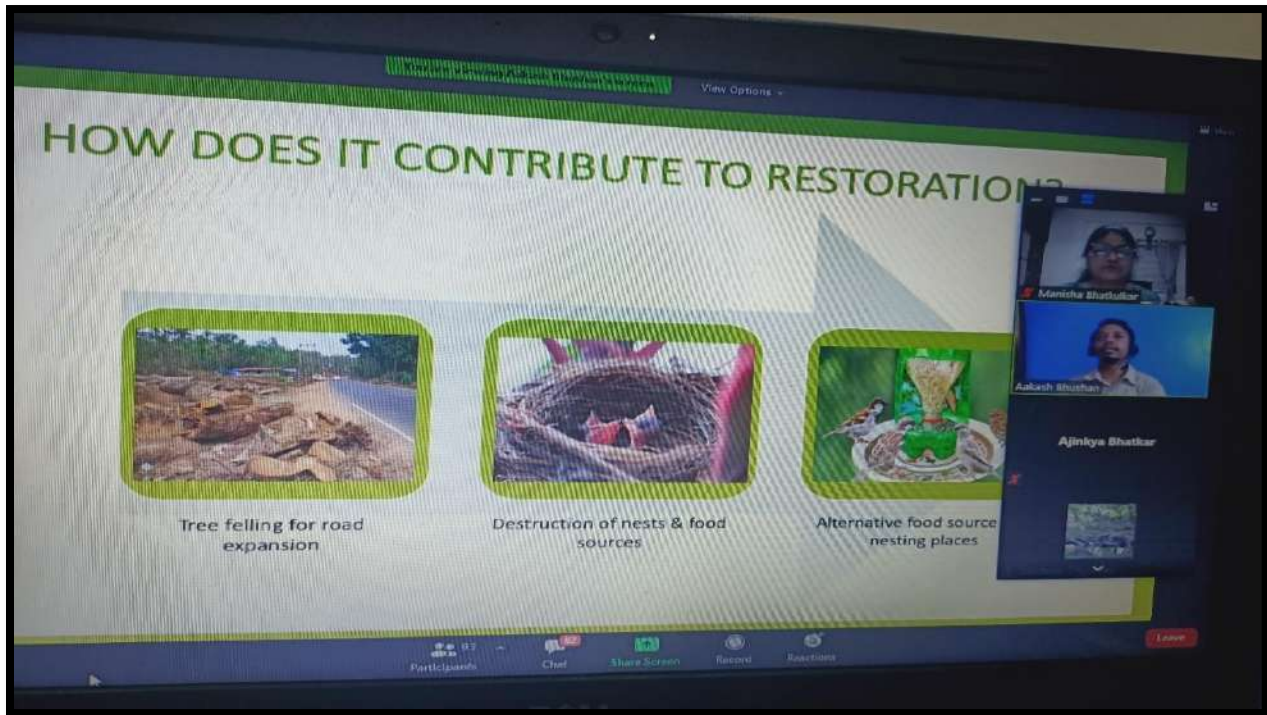 View Options
HOW DOES IT CONTRIBUTE TO RESTORATION?
Manisha Bhatkulkar
Aakash Bhushan
Ajinkya Bhatkar
Tree felling for road
expansion
Destruction of nests & food
sources
Alternative food source
nesting places
Participants
Chat
Share Screen
Record
Reactions
Leave